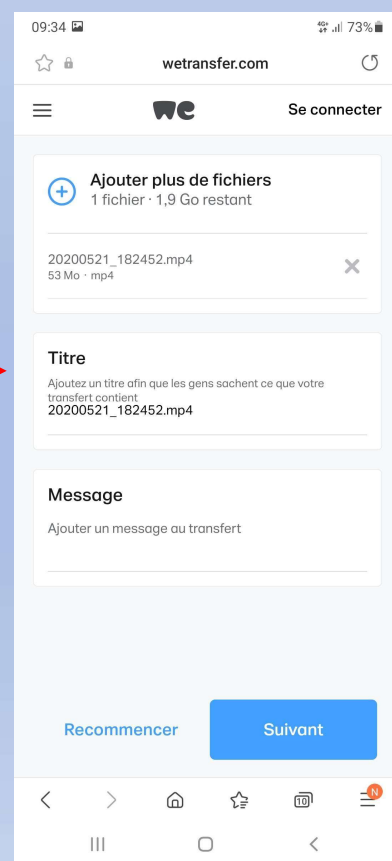 09:34 4G+ 73%
wetransfer.com
we Se connecter
Ajouter plus de fichiers
1 fichier · 1,9 Go restant
20200521_182452.mp4
53 Mo · mp4
Titre
Ajoutez un titre afin que les gens sachent ce que votre
transfert contient
20200521_182452.mp4
Message
Ajouter un message au transfert
Recommencer Suivant
10 N